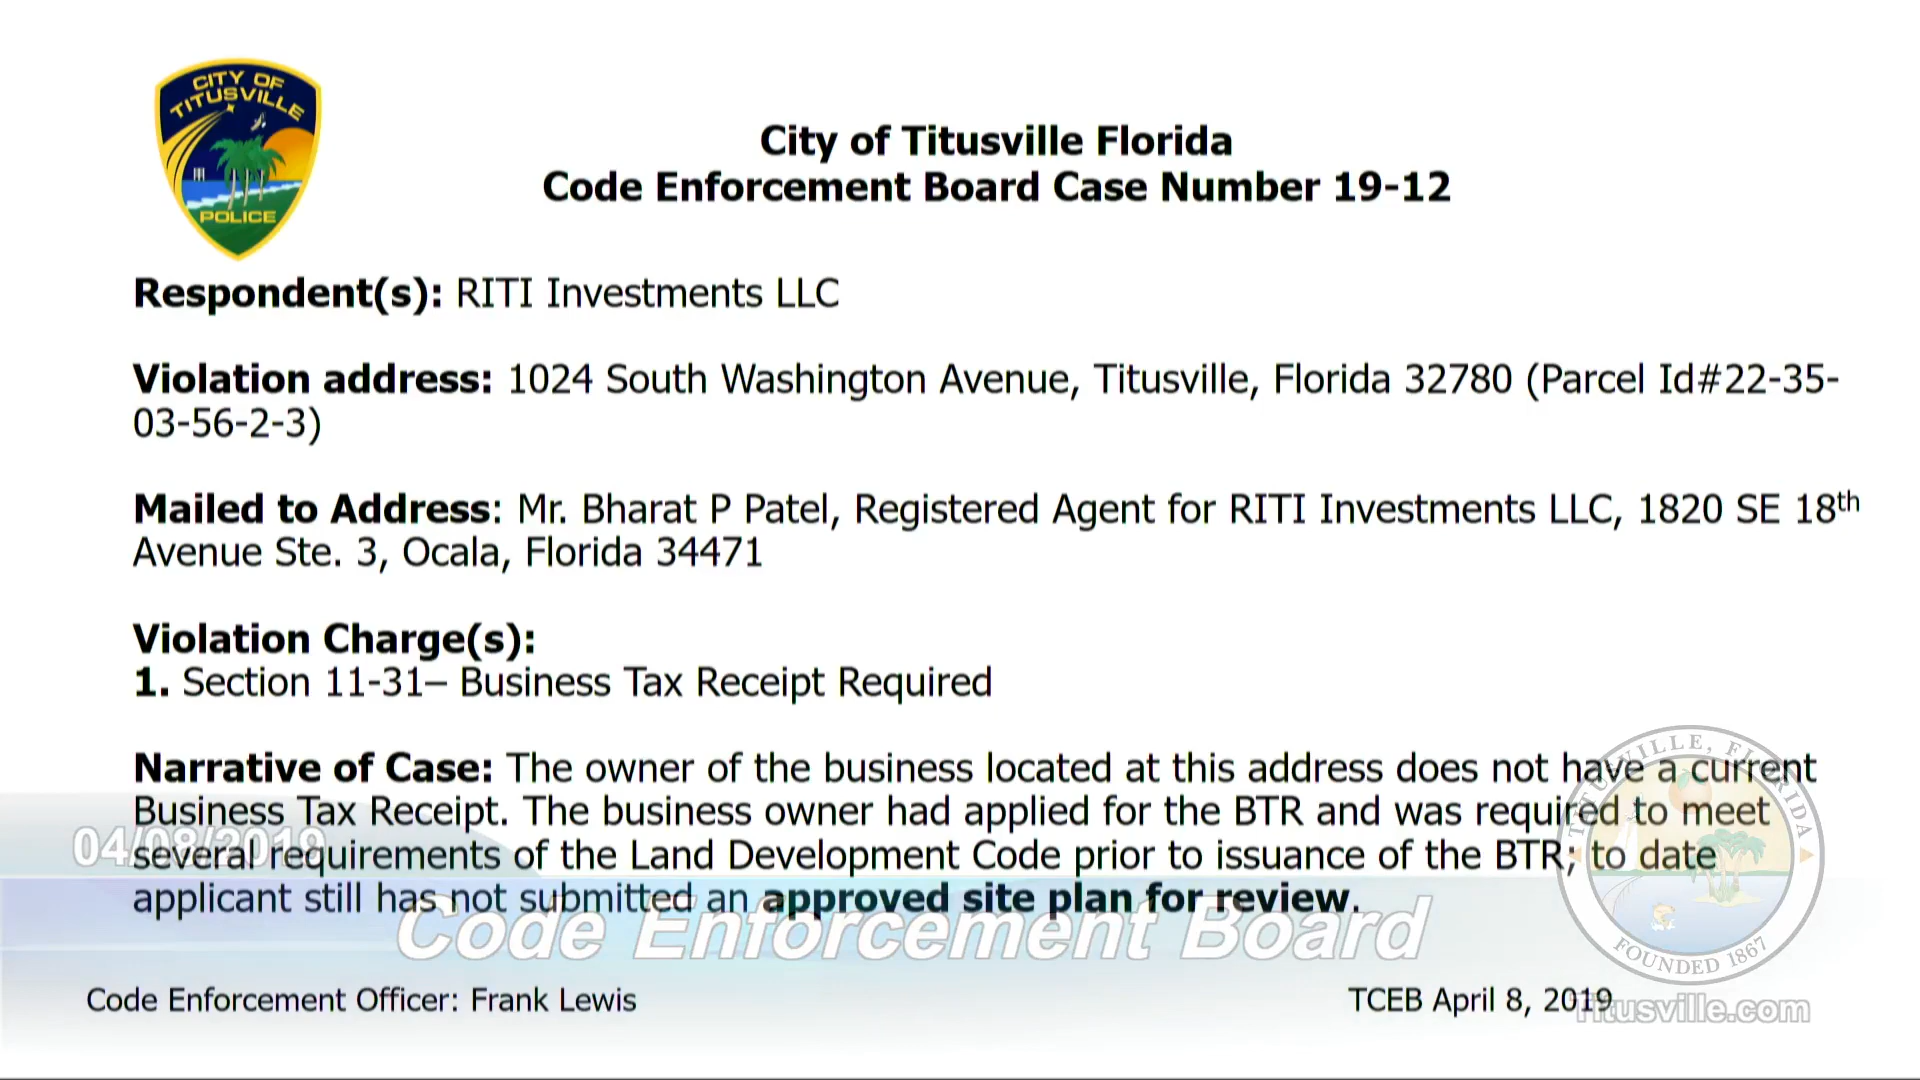 CITY OF
TITUSVILLE
POLICE
City of Titusville Florida
Code Enforcement Board Case Number 19-12
Respondent(s): RITI Investments LLC
Violation address: 1024 South Washington Avenue, Titusville, Florida 32780 (Parcel Id#22-35-
03-56-2-3)
Mailed to Address: Mr. Bharat P Patel, Registered Agent for RITI Investments LLC, 1820 SE 18th
Avenue Ste. 3, Ocala, Florida 34471
Violation Charge(s):
1. Section 11-31– Business Tax Receipt Required
Narrative of Case: The owner of the business located at this address does not have a current
Business Tax Receipt. The business owner had applied for the BTR and was required to meet
several requirements of the Land Development Code prior to issuance of the BTR; to date
applicant still has not submitted an approved site plan for review.
04/08/2019
Code Enforcement Board
TITUSVILLE, FLORIDA
FOUNDED 1867
Code Enforcement Officer: Frank Lewis
TCEB April 8, 2019
Titusville.com